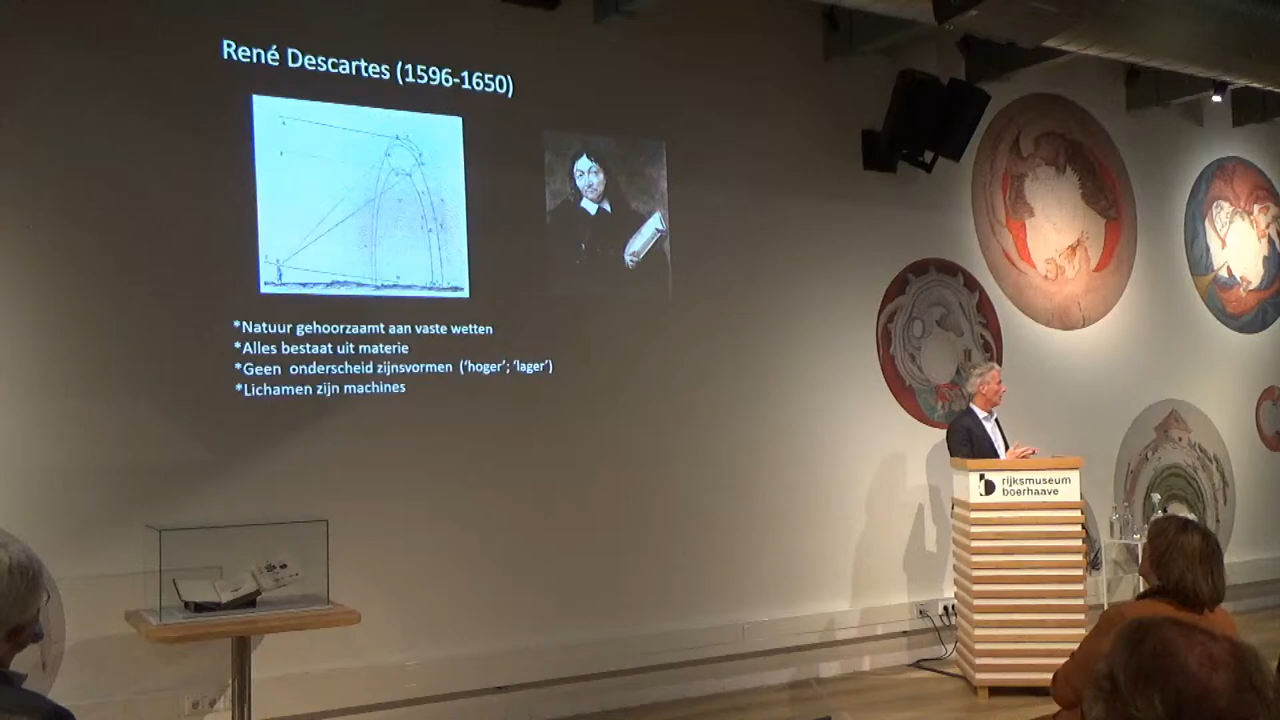 René Descartes (1596-1650)
*Natuur gehoorzaamt aan vaste wetten
*Alles bestaat uit materie
*Geen onderscheid zijnsvormen ('hoger'; 'lager')
*Lichamen zijn machines
rijksmuseum
boerhaave